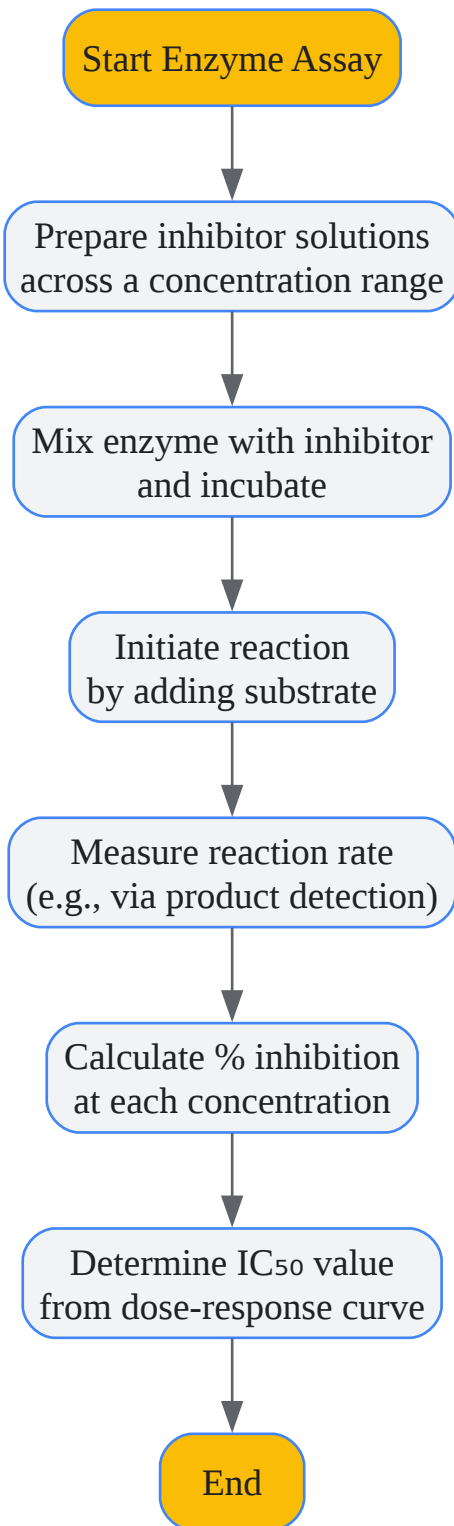 Start Enzyme Assay
Prepare inhibitor solutions
across a concentration range
Mix enzyme with inhibitor
and incubate
Initiate reaction
by adding substrate
Measure reaction rate
(e.g., via product detection)
Calculate % inhibition
at each concentration
Determine IC₅₀ value
from dose-response curve
End